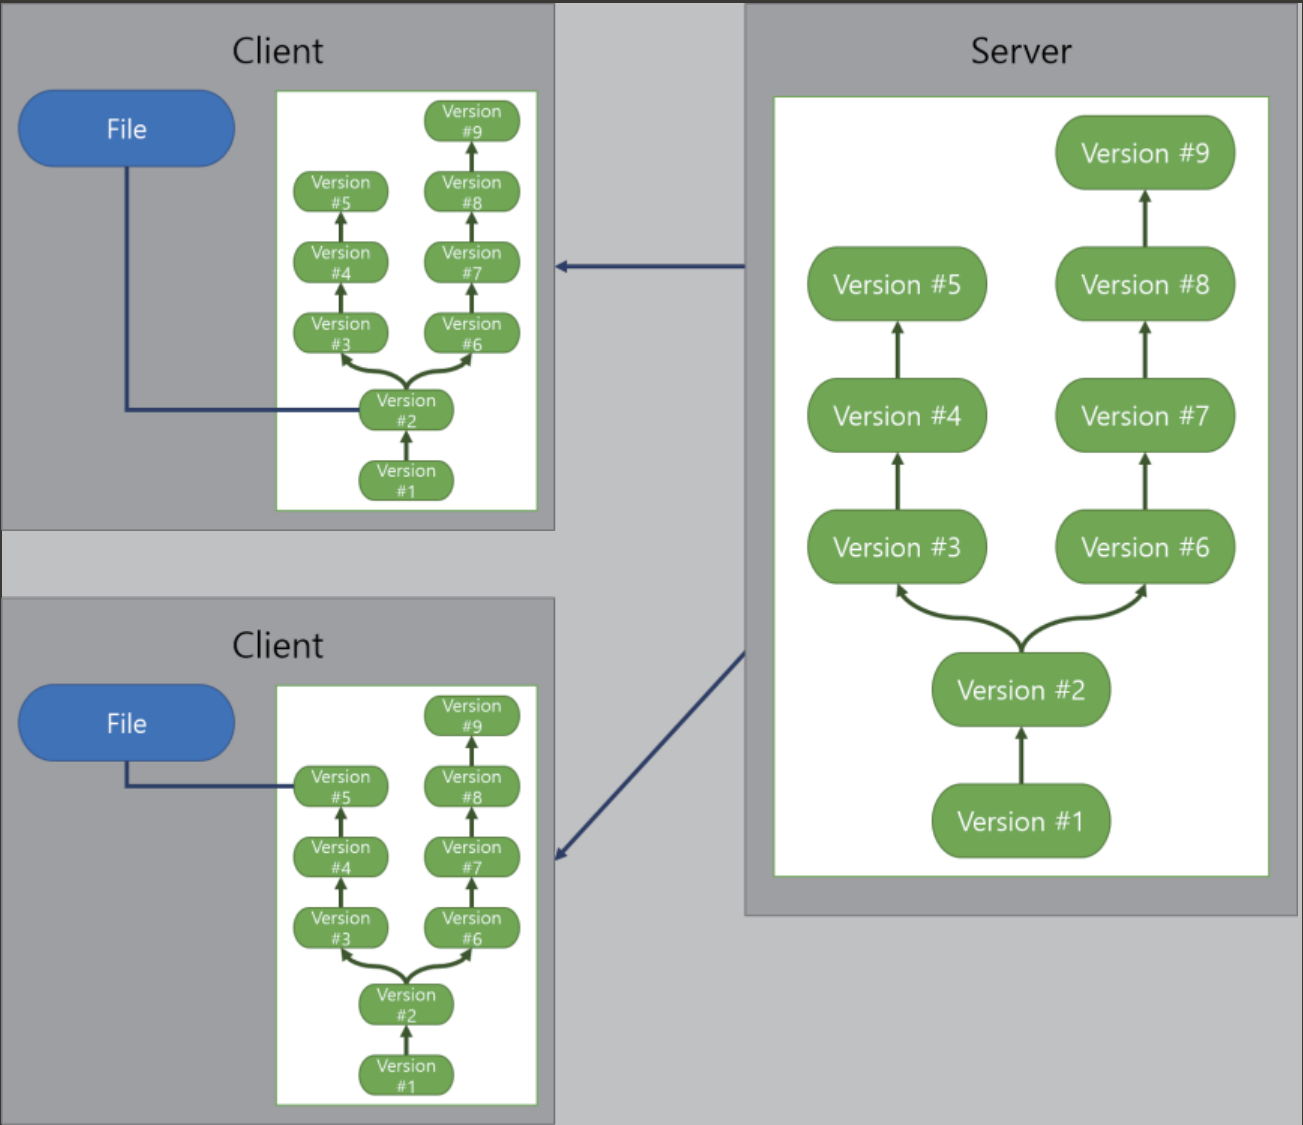 Client
File
Version
#9
Version
#5
Version
#8
Version
#4
Version
#7
Version
#3
Version
#6
Version
#2
Version
#1
Server
Version #9
Version #5
Version #8
Version #4
Version #7
Version #3
Version #6
Version #2
Version #1
Client
File
Version
#9
Version
#5
Version
#8
Version
#4
Version
#7
Version
#3
Version
#6
Version
#2
Version
#1